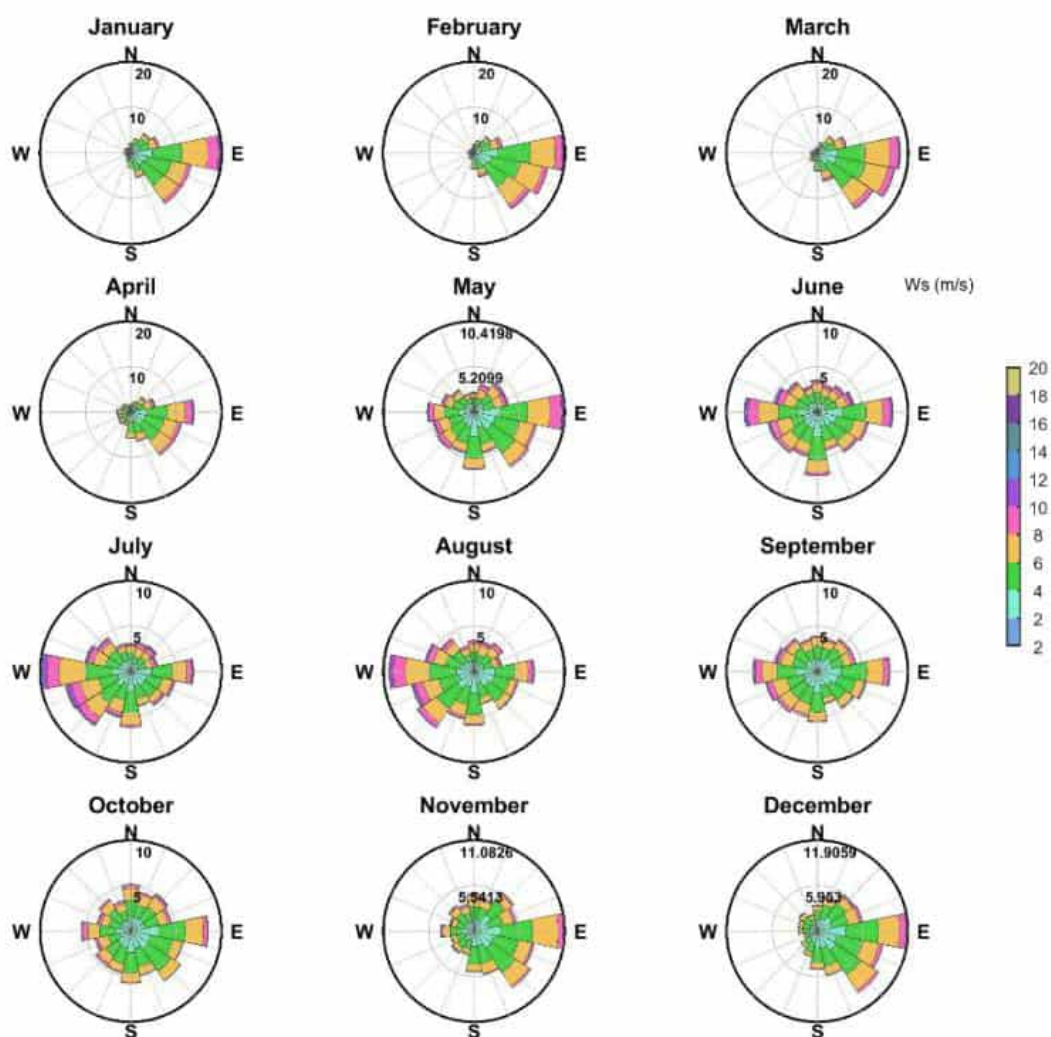 January February March
N N N
20 20 20
10 10 10
W E W E W E
S S S
April May June Ws (m/s)
N N N
20 10.4198 10
10 5.2099 5
W E W E W E
S S S
20
18
16
14
12
10
8
6
4
2
2
July August September
N N N
10 10 10
5 5 5
W E W E W E
S S S
October November December
N N N
10 11.0826 11.9059
5 5.5413 5.953
W E W E W E
S S S